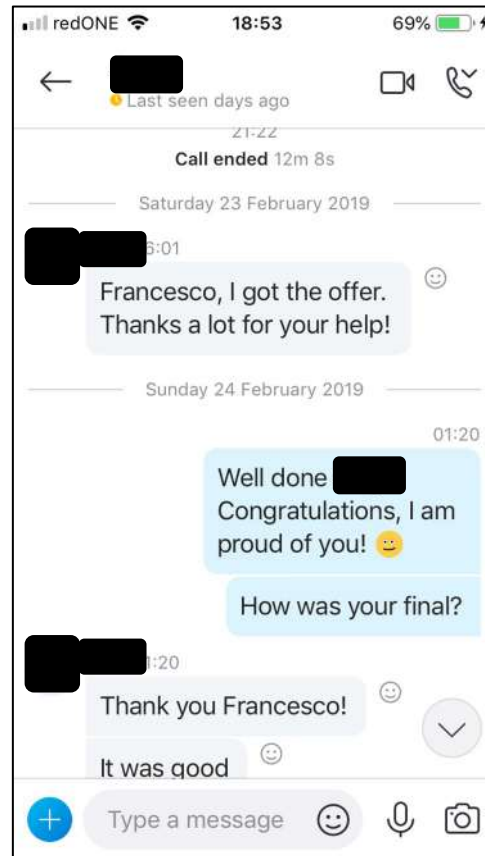 redONE 18:53 69%
Last seen days ago
21:22
Call ended 12m 8s
Saturday 23 February 2019
6:01
Francesco, I got the offer.
Thanks a lot for your help!
Sunday 24 February 2019
01:20
Well done
Congratulations, I am
proud of you!
How was your final?
1:20
Thank you Francesco!
It was good
Type a message